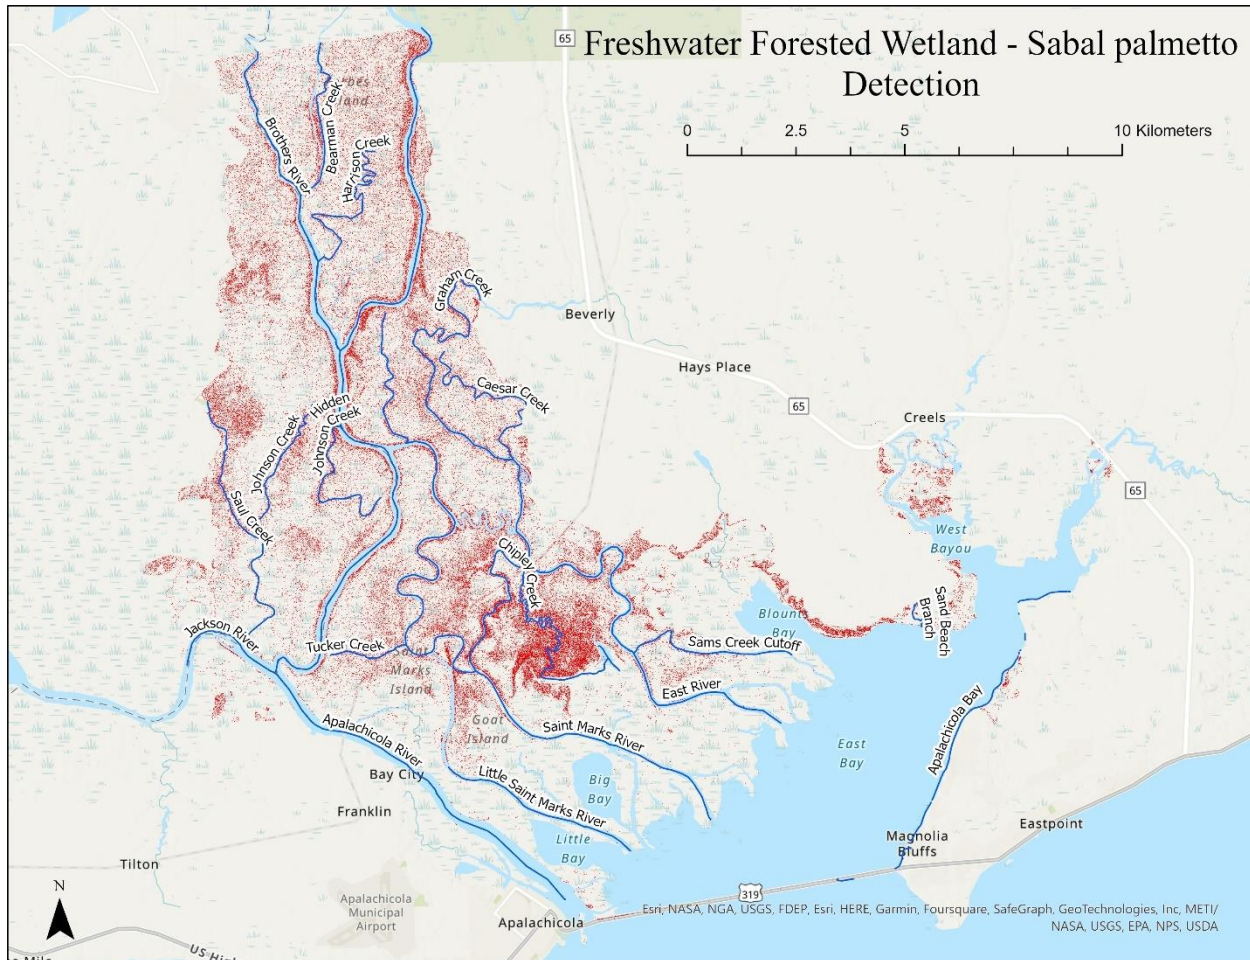 65
Freshwater Forested Wetland - Sabal palmetto
Detection
0
2.5
5
10 Kilometers
Brothers River
Bearman Creek
Harrison Creek
Graham Creek
Beverly
Hays Place
65
Caesar Creek
Creels
Hidden
Johnson Creek
Johnson Creek
Saul Creek
65
West
Bayou
Chipley Creek
Sand Beach
Branch
Blounts
Bay
Jackson River
Tucker Creek
Marks
Island
Sams Creek Cutoff
East River
Goat
Island
Saint Marks River
Apalachicola River
East
Bay
Apalachicola Bay
Bay City
Little Saint Marks River
Big
Bay
Franklin
Little
Bay
Magnolia
Bluffs
Eastpoint
Tilton
N
Apalachicola
Municipal
Airport
319
Apalachicola
Esri, NASA, NGA, USGS, FDEP, Esri, HERE, Garmin, Foursquare, SafeGraph, GeoTechnologies, Inc, METI/
NASA, USGS, EPA, NPS, USDA
US